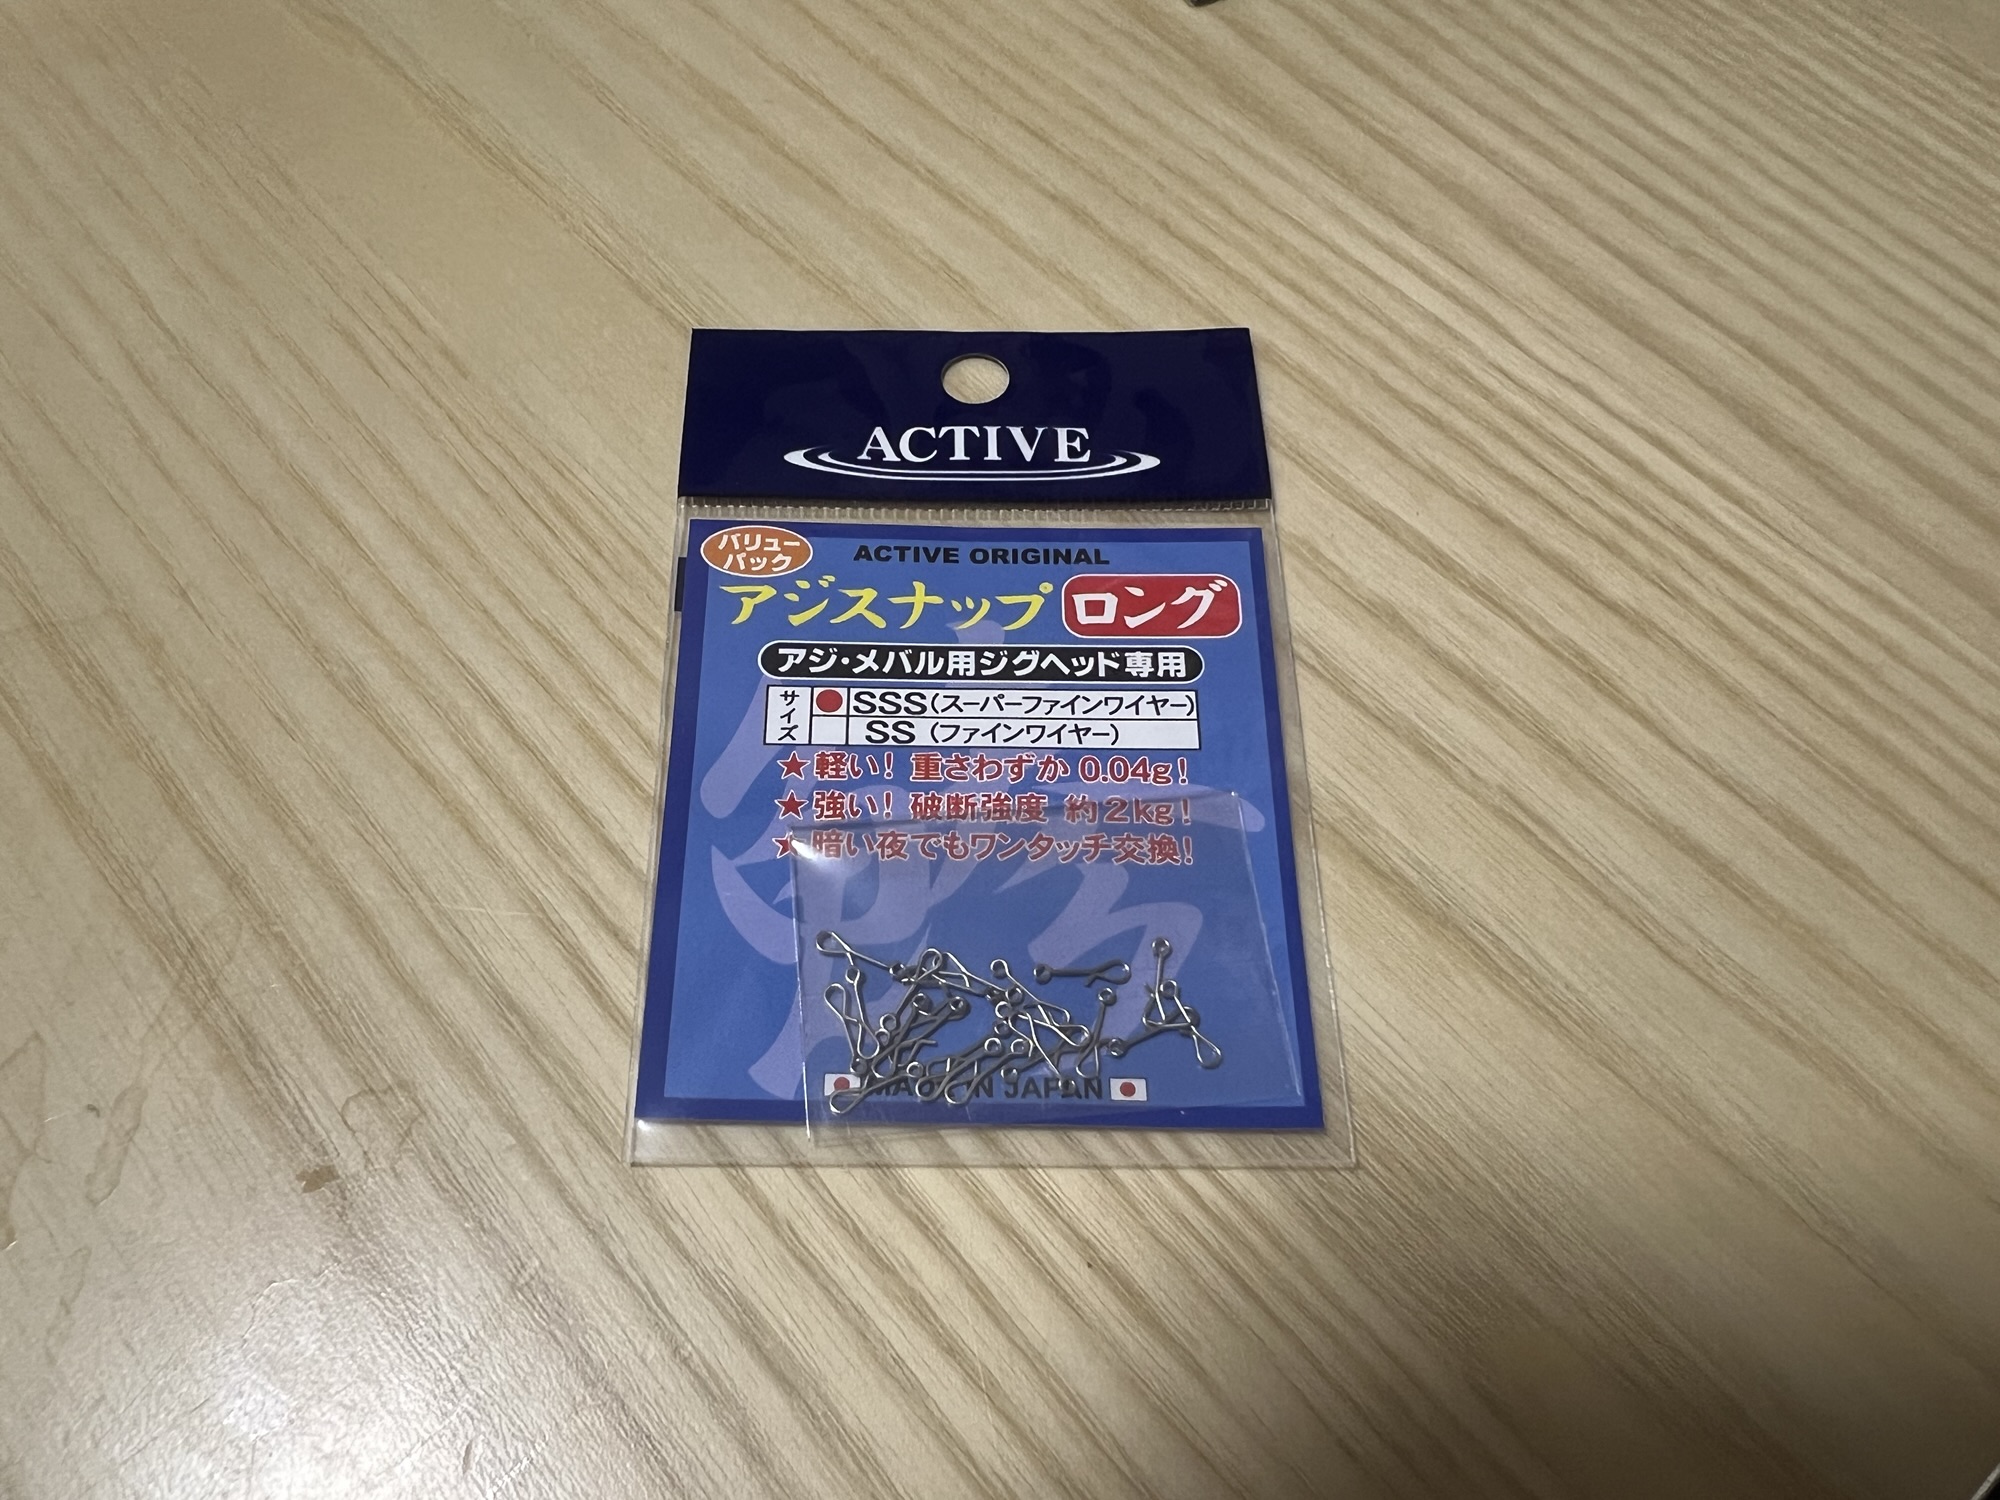 ACTIVE
バリュー
パック
ACTIVE ORIGINAL
アジスナップ ロング
アジ・メバル用ジグヘッド専用
サイズ
● SSS(スーパーファインワイヤー)
SS (ファインワイヤー)
★軽い！重さわずか 0.04g！
★強い！破断強度 約2kg！
★暗い夜でもワンタッチ交換！
鯵
MADE IN JAPAN